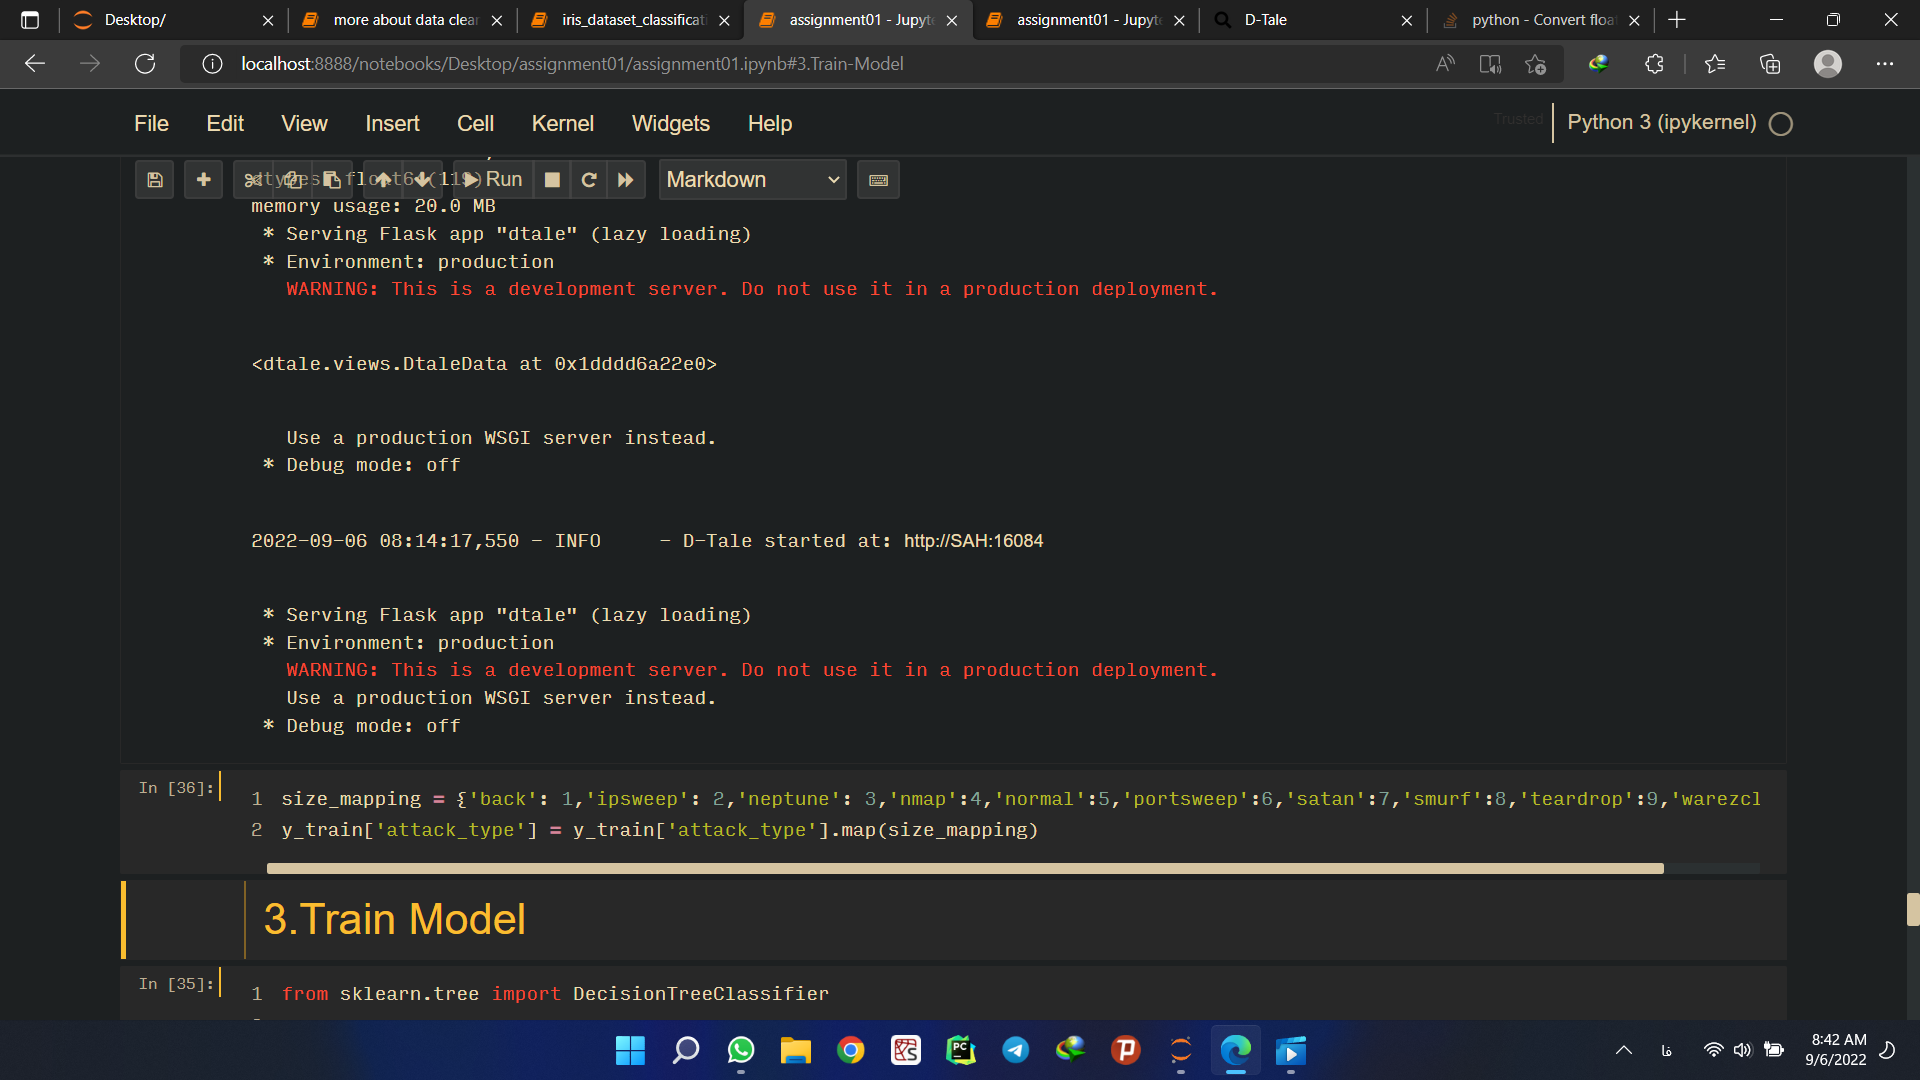 Desktop/
more about data clea
iris_dataset_classificati
assignment01 - Jupyte
assignment01 - Jupyte
D-Tale
python - Convert floa
localhost:8888/notebooks/Desktop/assignment01/assignment01.ipynb#3.Train-Model
File Edit View Insert Cell Kernel Widgets Help
Trusted
Python 3 (ipykernel)
Run
Markdown
dtypes: float64(119)
memory usage: 20.0 MB
* Serving Flask app "dtale" (lazy loading)
* Environment: production
WARNING: This is a development server. Do not use it in a production deployment.
<dtale.views.DtaleData at 0x1dddd6a22e0>
Use a production WSGI server instead.
* Debug mode: off
2022-09-06 08:14:17,550 - INFO     - D-Tale started at: http://SAH:16084
* Serving Flask app "dtale" (lazy loading)
* Environment: production
WARNING: This is a development server. Do not use it in a production deployment.
Use a production WSGI server instead.
* Debug mode: off
In [36]:
1 size_mapping = {'back': 1,'ipsweep': 2,'neptune': 3,'nmap':4,'normal':5,'portsweep':6,'satan':7,'smurf':8,'teardrop':9,'warezcl
2 y_train['attack_type'] = y_train['attack_type'].map(size_mapping)
3.Train Model
In [35]:
1 from sklearn.tree import DecisionTreeClassifier
فا
8:42 AM
9/6/2022